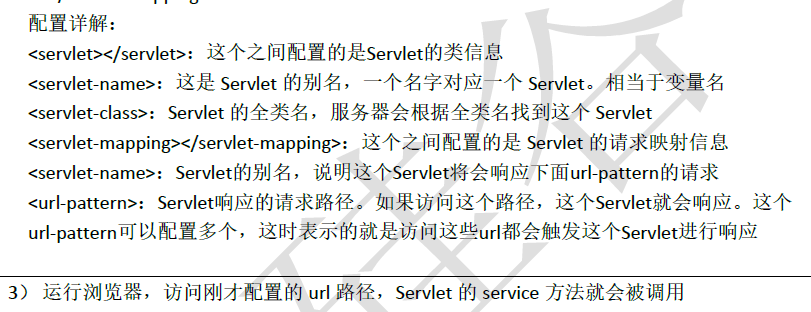 配置详解：
<servlet></servlet>：这个之间配置的是Servlet的类信息
<servlet-name>：这是 Servlet 的别名，一个名字对应一个 Servlet。相当于变量名
<servlet-class>：Servlet 的全类名，服务器会根据全类名找到这个 Servlet
<servlet-mapping></servlet-mapping>：这个之间配置的是 Servlet 的请求映射信息
<servlet-name>：Servlet的别名，说明这个Servlet将会响应下面url-pattern的请求
<url-pattern>：Servlet响应的请求路径。如果访问这个路径，这个Servlet就会响应。这个
url-pattern可以配置多个，这时表示的就是访问这些url都会触发这个Servlet进行响应
3） 运行浏览器，访问刚才配置的 url 路径，Servlet 的 service 方法就会被调用